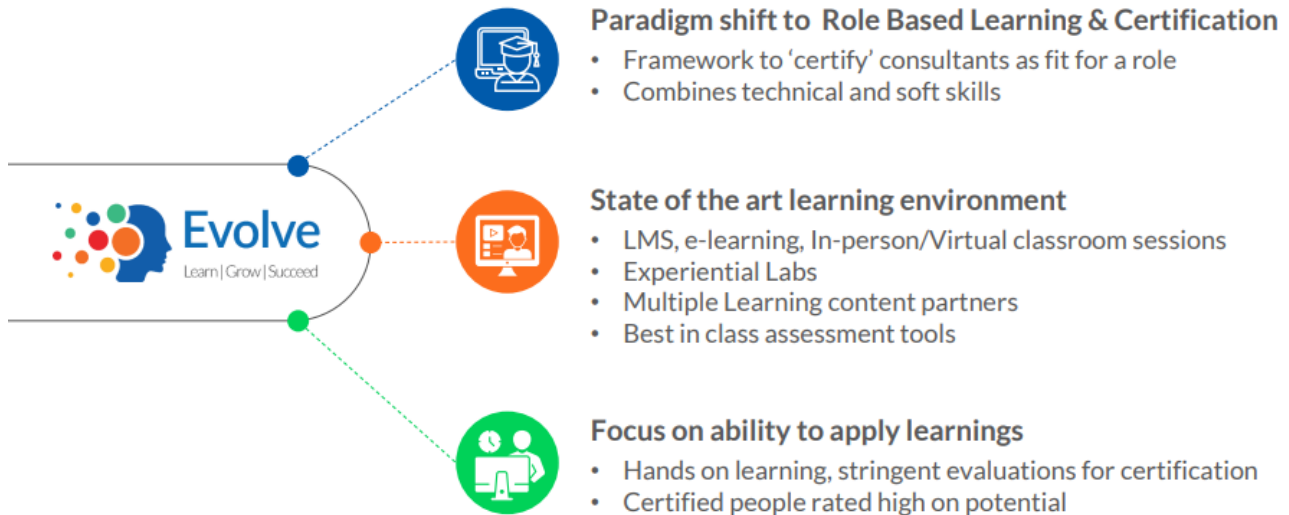 Paradigm shift to Role Based Learning & Certification
• Framework to ‘certify’ consultants as fit for a role
• Combines technical and soft skills
Evolve
Learn | Grow | Succeed
State of the art learning environment
• LMS, e-learning, In-person/Virtual classroom sessions
• Experiential Labs
• Multiple Learning content partners
• Best in class assessment tools
Focus on ability to apply learnings
• Hands on learning, stringent evaluations for certification
• Certified people rated high on potential